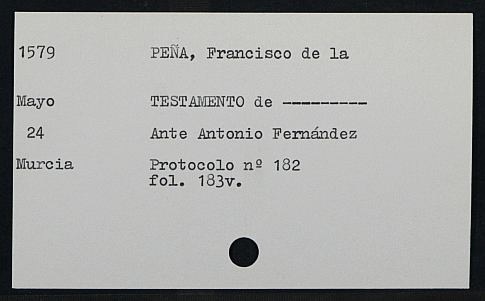 1579 PEÑA, Francisco de la
Mayo TESTAMENTO de ---------
24 Ante Antonio Fernández
Murcia Protocolo nº 182
fol. 183v.